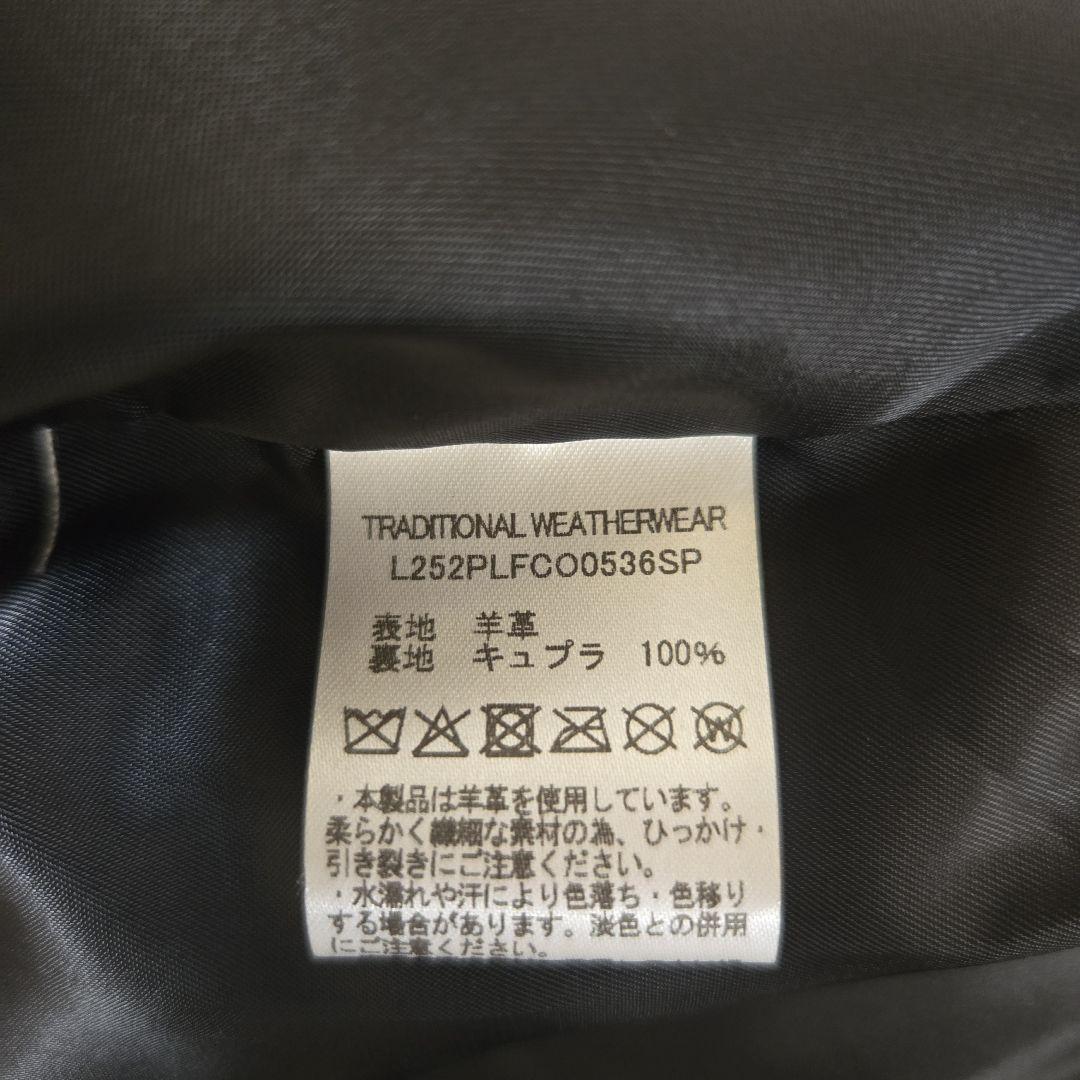 TRADITIONAL WEATHERWEAR
L252PLFCO0536SP
表地 羊革
裏地 キュプラ 100%
W
・本製品は羊革を使用しています。
柔らかく繊細な素材の為、ひっかけ・
引き裂きにご注意ください。
・水濡れや汗により色落ち・色移り
する場合があります。淡色との併用
にご注意ください。